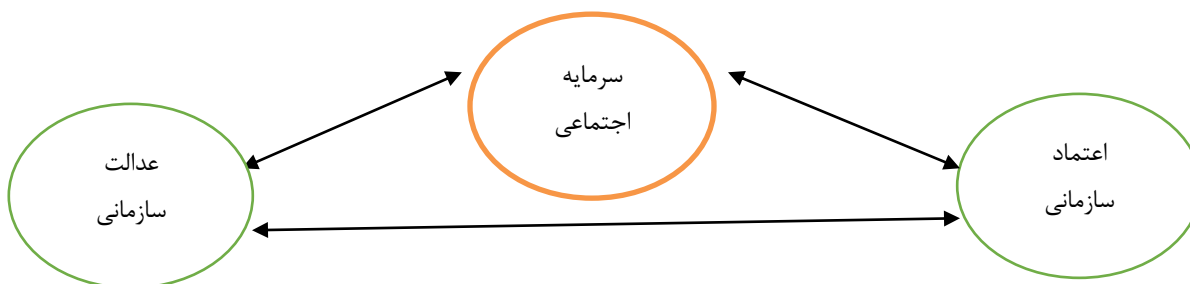 سرمایه
اجتماعی
اعتماد
سازمانی
عدالت
سازمانی